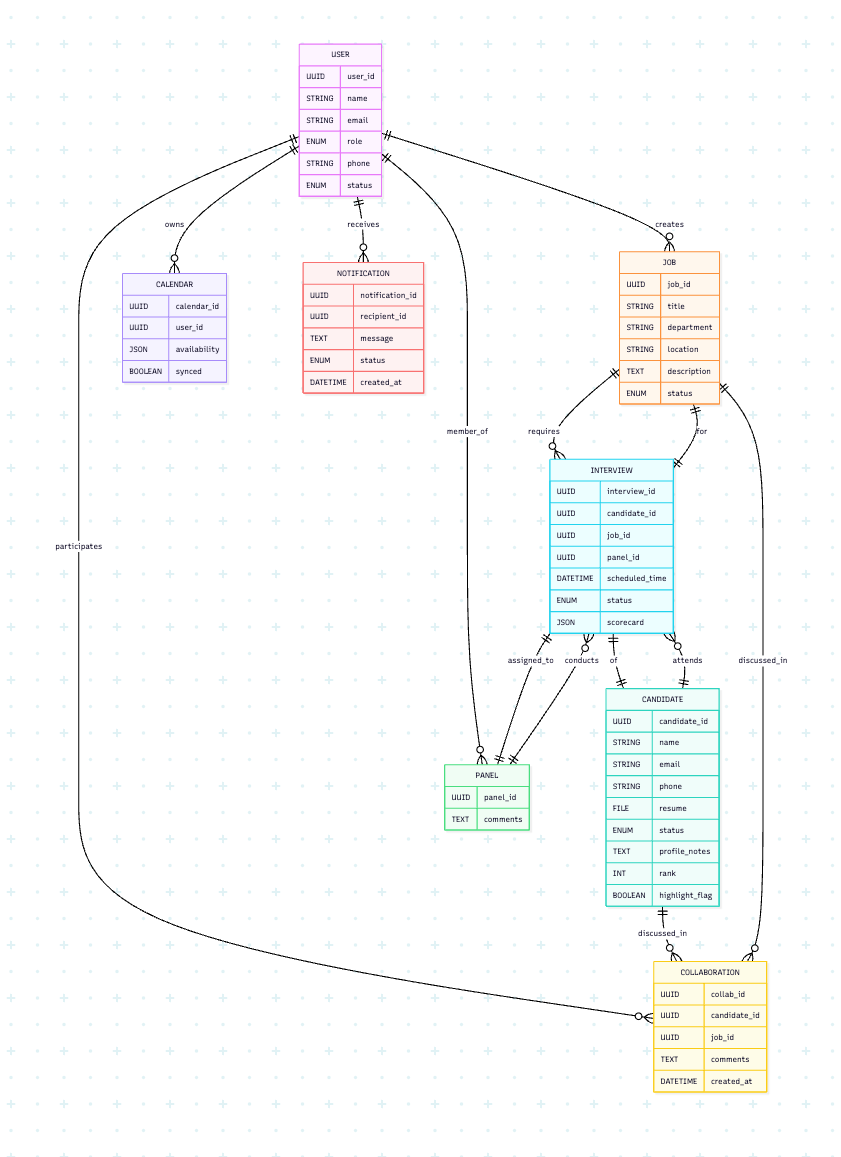 USER
UUID user_id
STRING name
STRING email
ENUM role
STRING phone
ENUM status
owns
receives
creates
CALENDAR
UUID calendar_id
UUID user_id
JSON availability
BOOLEAN synced
NOTIFICATION
UUID notification_id
UUID recipient_id
TEXT message
ENUM status
DATETIME created_at
JOB
UUID job_id
STRING title
STRING department
STRING location
TEXT description
ENUM status
member_of
requires
for
INTERVIEW
UUID interview_id
UUID candidate_id
UUID job_id
UUID panel_id
DATETIME scheduled_time
ENUM status
JSON scorecard
participates
assigned_to
conducts
of
attends
discussed_in
CANDIDATE
UUID candidate_id
STRING name
STRING email
STRING phone
FILE resume
ENUM status
TEXT profile_notes
INT rank
BOOLEAN highlight_flag
PANEL
UUID panel_id
TEXT comments
discussed_in
COLLABORATION
UUID collab_id
UUID candidate_id
UUID job_id
TEXT comments
DATETIME created_at